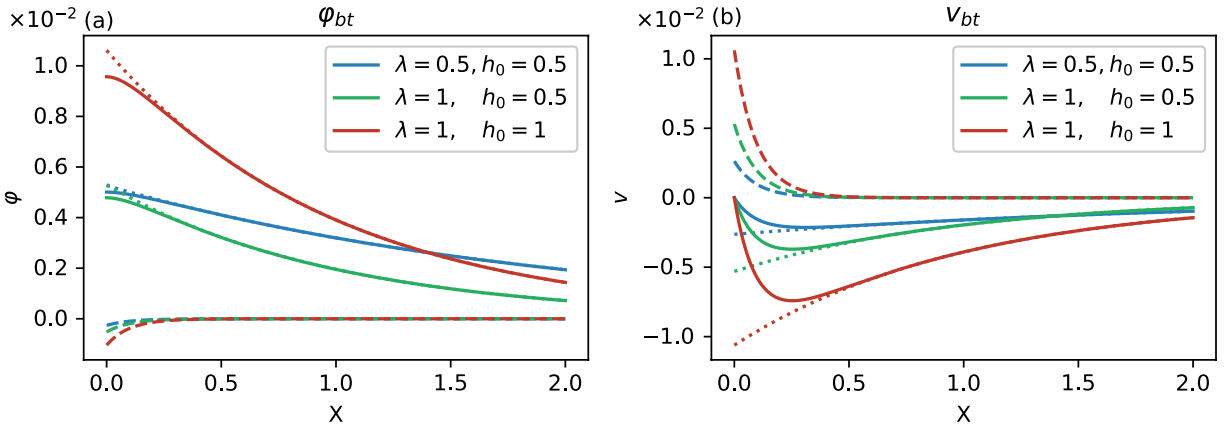 ×10⁻² (a) φ_bt
1.0
0.8
0.6
0.4
0.2
0.0
φ
0.0 0.5 1.0 1.5 2.0
X
λ = 0.5, h₀ = 0.5
λ = 1, h₀ = 0.5
λ = 1, h₀ = 1
×10⁻² (b) v_bt
1.0
0.5
0.0
−0.5
−1.0
v
0.0 0.5 1.0 1.5 2.0
X
λ = 0.5, h₀ = 0.5
λ = 1, h₀ = 0.5
λ = 1, h₀ = 1